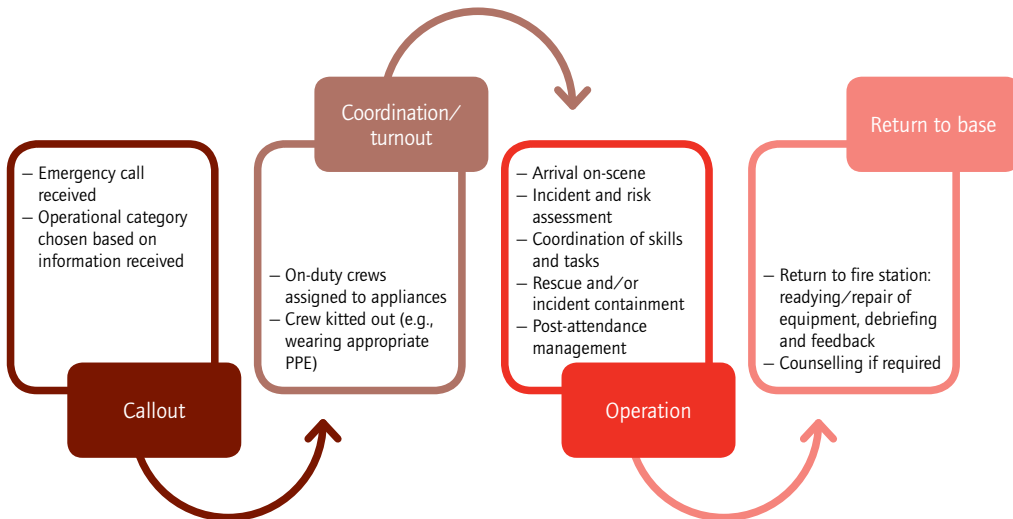 – Emergency call
received
– Operational category
chosen based on
information received
Callout
Coordination/
turnout
– On-duty crews
assigned to appliances
– Crew kitted out (e.g.,
wearing appropriate
PPE)
– Arrival on-scene
– Incident and risk
assessment
– Coordination of skills
and tasks
– Rescue and/or
incident containment
– Post-attendance
management
Operation
Return to base
– Return to fire station:
readying/repair of
equipment, debriefing
and feedback
– Counselling if required